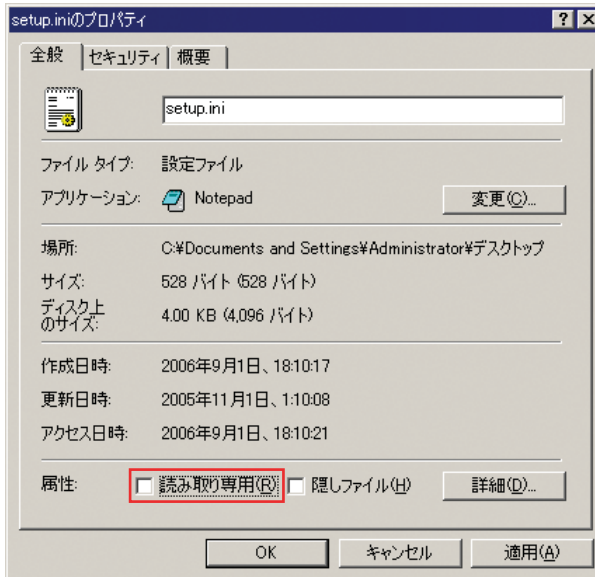 setup.iniのプロパティ
全般 セキュリティ 概要
setup.ini
ファイル タイプ: 設定ファイル
アプリケーション: Notepad 変更(C)...
場所: C:¥Documents and Settings¥Administrator¥デスクトップ
サイズ: 528 バイト (528 バイト)
ディスク上
のサイズ: 4.00 KB (4,096 バイト)
作成日時: 2006年9月1日、18:10:17
更新日時: 2005年11月1日、1:10:08
アクセス日時: 2006年9月1日、18:10:21
属性: 読み取り専用(R) 隠しファイル(H) 詳細(D)...
OK キャンセル 適用(A)